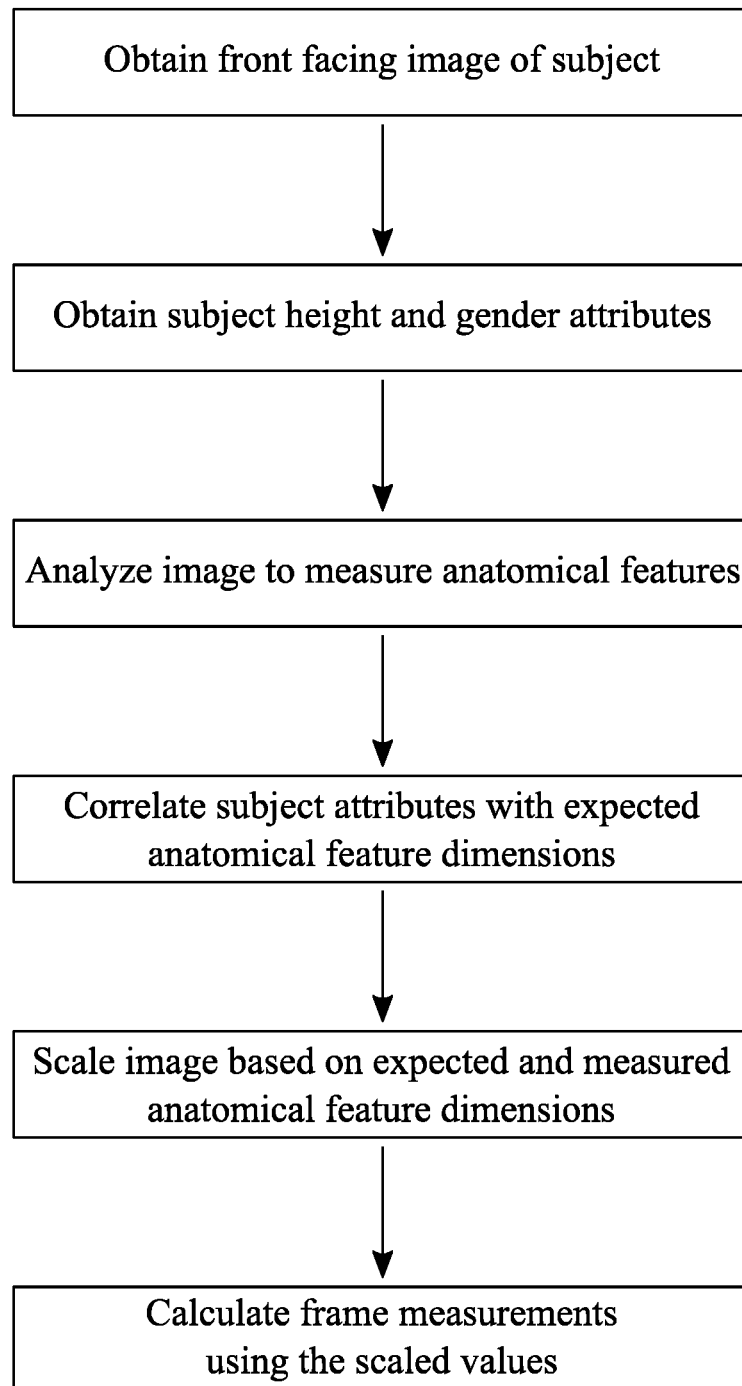 Obtain front facing image of subject
Obtain subject height and gender attributes
Analyze image to measure anatomical features
Correlate subject attributes with expected
anatomical feature dimensions
Scale image based on expected and measured
anatomical feature dimensions
Calculate frame measurements
using the scaled values